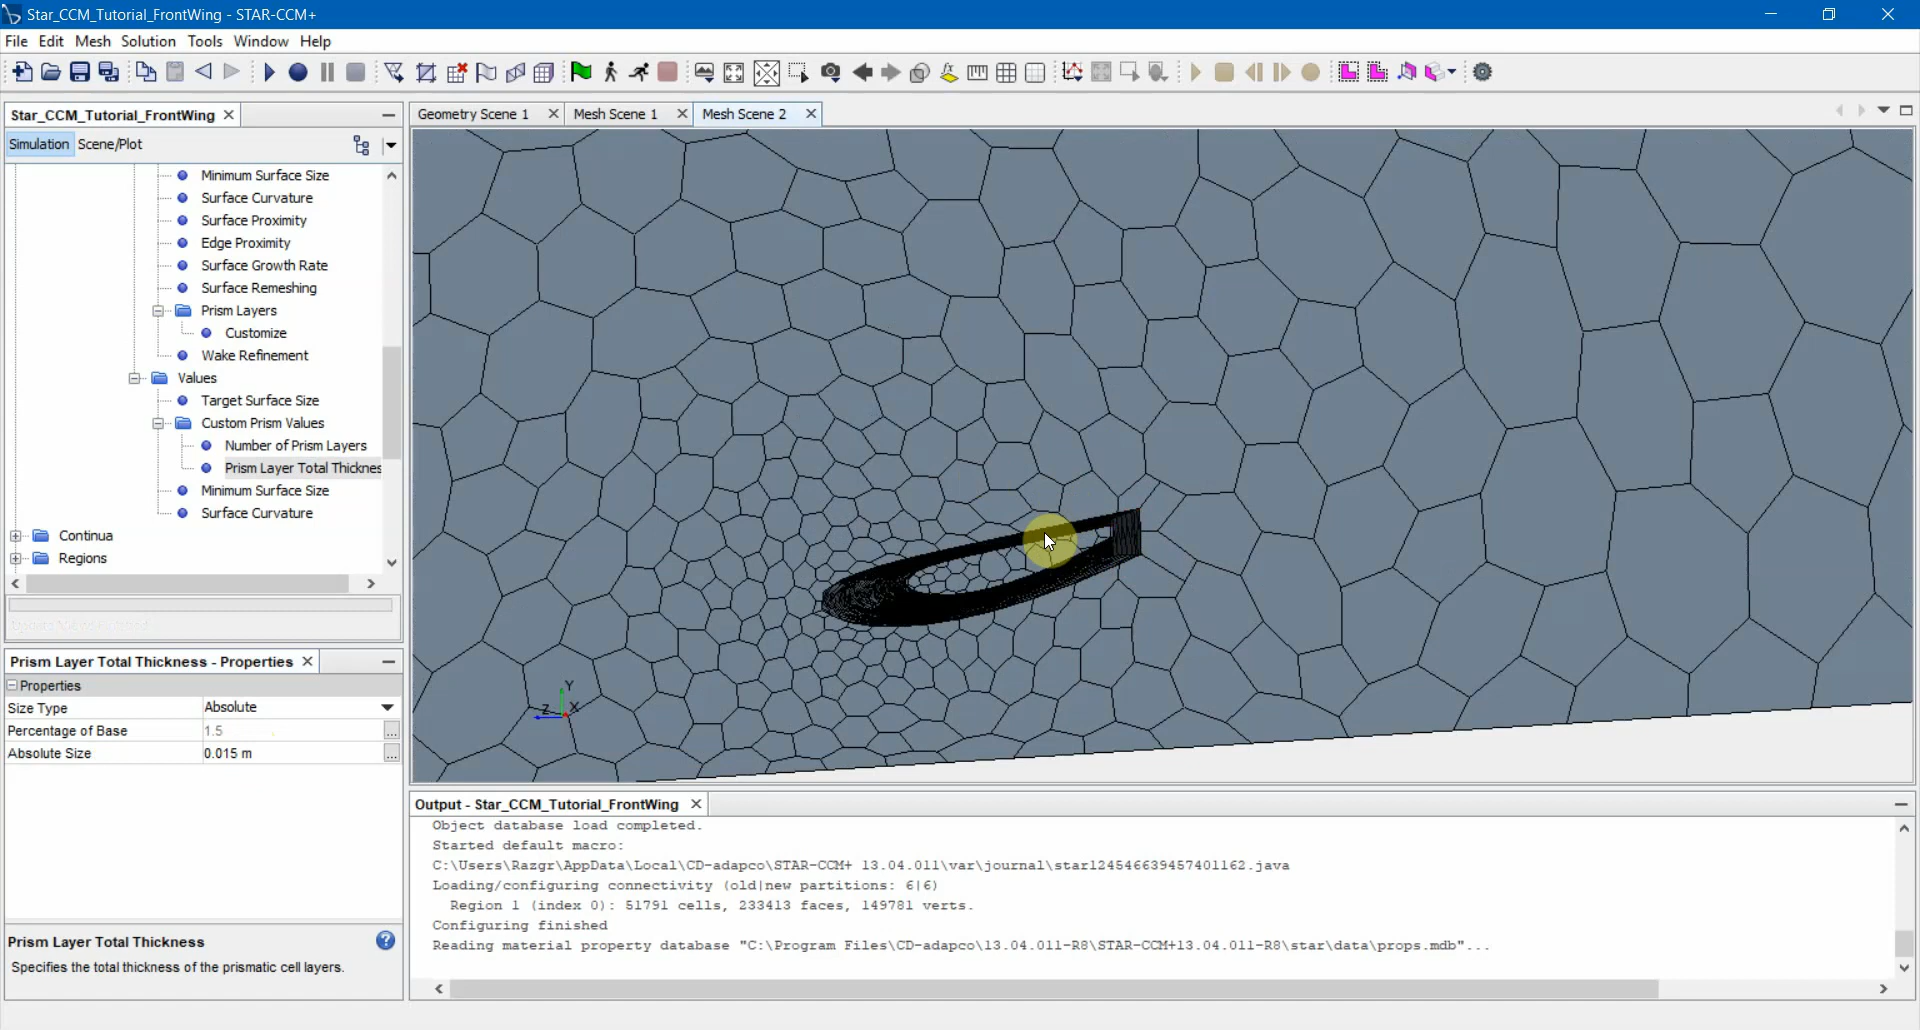 Star_CCM_Tutorial_FrontWing - STAR-CCM+
File Edit Mesh Solution Tools Window Help
Star_CCM_Tutorial_FrontWing
Simulation Scene/Plot
Minimum Surface Size
Surface Curvature
Surface Proximity
Edge Proximity
Surface Growth Rate
Surface Remeshing
Prism Layers
Customize
Wake Refinement
Values
Target Surface Size
Custom Prism Values
Number of Prism Layers
Prism Layer Total Thicknes
Minimum Surface Size
Surface Curvature
Continua
Regions
Prism Layer Total Thickness - Properties
Properties
Size Type Absolute
Percentage of Base 1.5 ...
Absolute Size 0.015 m ...
Prism Layer Total Thickness
Specifies the total thickness of the prismatic cell layers.
Geometry Scene 1 Mesh Scene 1 Mesh Scene 2
Y
Z X
Output - Star_CCM_Tutorial_FrontWing
Object database load completed.
Started default macro:
C:\Users\Razgr\AppData\Local\CD-adapco\STAR-CCM+ 13.04.011\var\journal\star124546639457401162.java
Loading/configuring connectivity (old|new partitions: 6|6)
Region 1 (index 0): 51791 cells, 233413 faces, 149781 verts.
Configuring finished
Reading material property database "C:\Program Files\CD-adapco\13.04.011-R8\STAR-CCM+13.04.011-R8\star\data\props.mdb"...